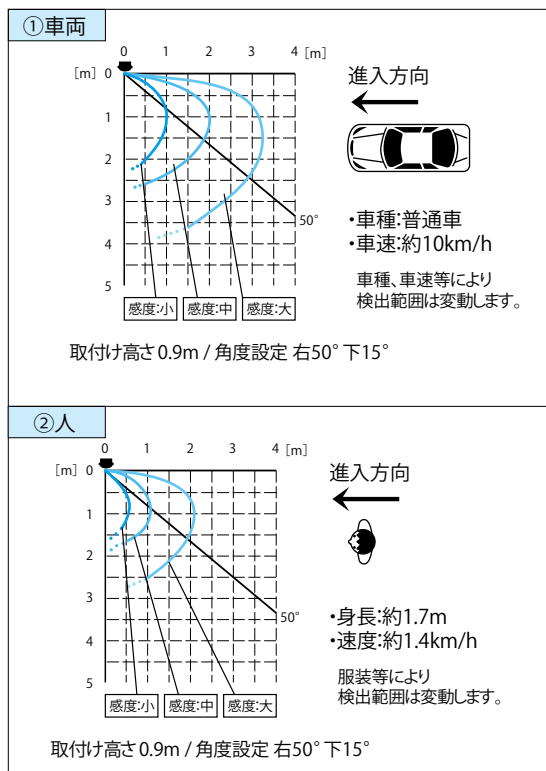 ①車両
0 1 2 3 4 [m]
[m] 0
1
2
3
4
5
50°
感度:小 感度:中 感度:大
進入方向
・車種:普通車
・車速:約10km/h
車種、車速等により
検出範囲は変動します。
取付け高さ0.9m / 角度設定 右50° 下15°
②人
0 1 2 3 4 [m]
[m] 0
1
2
3
4
5
50°
感度:小 感度:中 感度:大
進入方向
・身長:約1.7m
・速度:約1.4km/h
服装等により
検出範囲は変動します。
取付け高さ0.9m / 角度設定 右50° 下15°